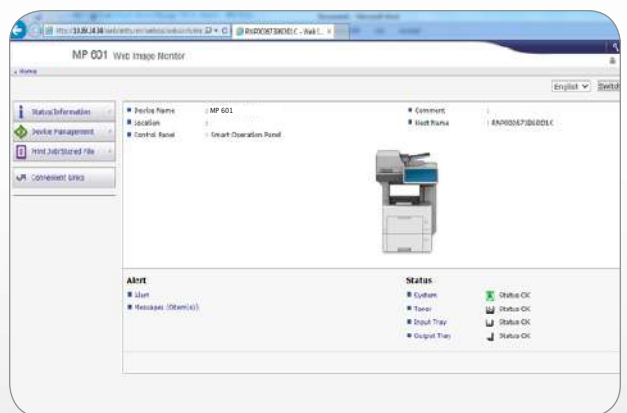 MP 601 Web Image Monitor
Home
English
Status/Information
Device Management
Print Job/Stored File
Convenient Links
Device Name : MP 601
Location :
Control Panel : Smart Operation Panel
Comment :
Host Name
Alert
Alert
Messages (0item(s))
Status
System Status OK
Toner Status OK
Input Tray Status OK
Output Tray Status OK